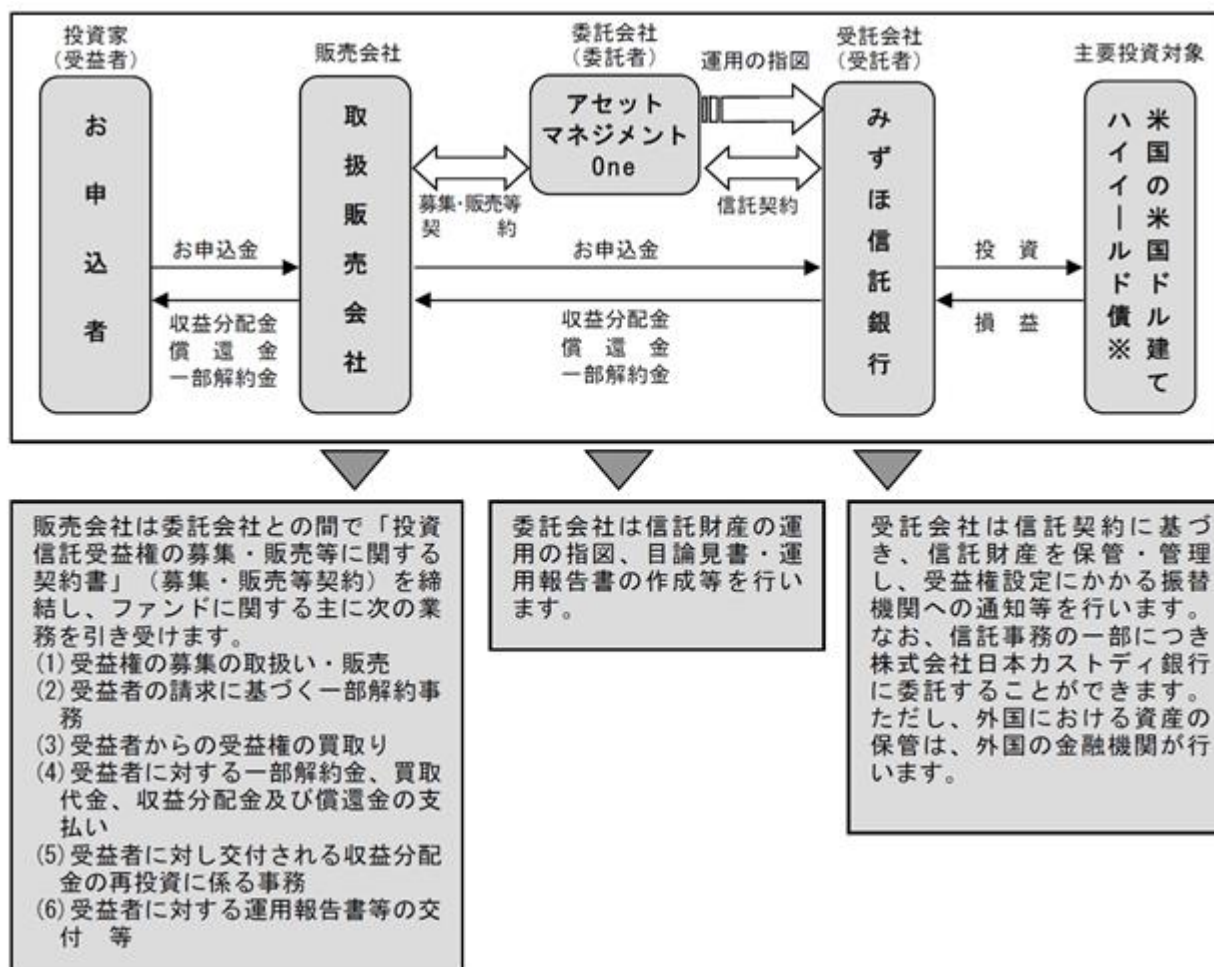 投資家
（受益者）
販売会社
委託会社
（委託者）
運用の指図
受託会社
（受託者）
主要投資対象
お申込者
取扱販売会社
アセット
マネジメント
One
みずほ信託銀行
米国の米国ドル建て
ハイイールド債※
募集・販売等
契　　　約
信託契約
お申込金
お申込金
投　資
収益分配金
償　還　金
一部解約金
収益分配金
償　還　金
一部解約金
損　益
販売会社は委託会社との間で「投資
信託受益権の募集・販売等に関する
契約書」（募集・販売等契約）を締
結し、ファンドに関する主に次の業
務を引き受けます。
(1)受益権の募集の取扱い・販売
(2)受益者の請求に基づく一部解約事
務
(3)受益者からの受益権の買取り
(4)受益者に対する一部解約金、買取
代金、収益分配金及び償還金の支
払い
(5)受益者に対し交付される収益分配
金の再投資に係る事務
(6)受益者に対する運用報告書等の交
付　等
委託会社は信託財産の運
用の指図、目論見書・運
用報告書の作成等を行い
ます。
受託会社は信託契約に基づ
き、信託財産を保管・管理
し、受益権設定にかかる振替
機関への通知等を行います。
なお、信託事務の一部につき
株式会社日本カストディ銀行
に委託することができます。
ただし、外国における資産の
保管は、外国の金融機関が行
います。